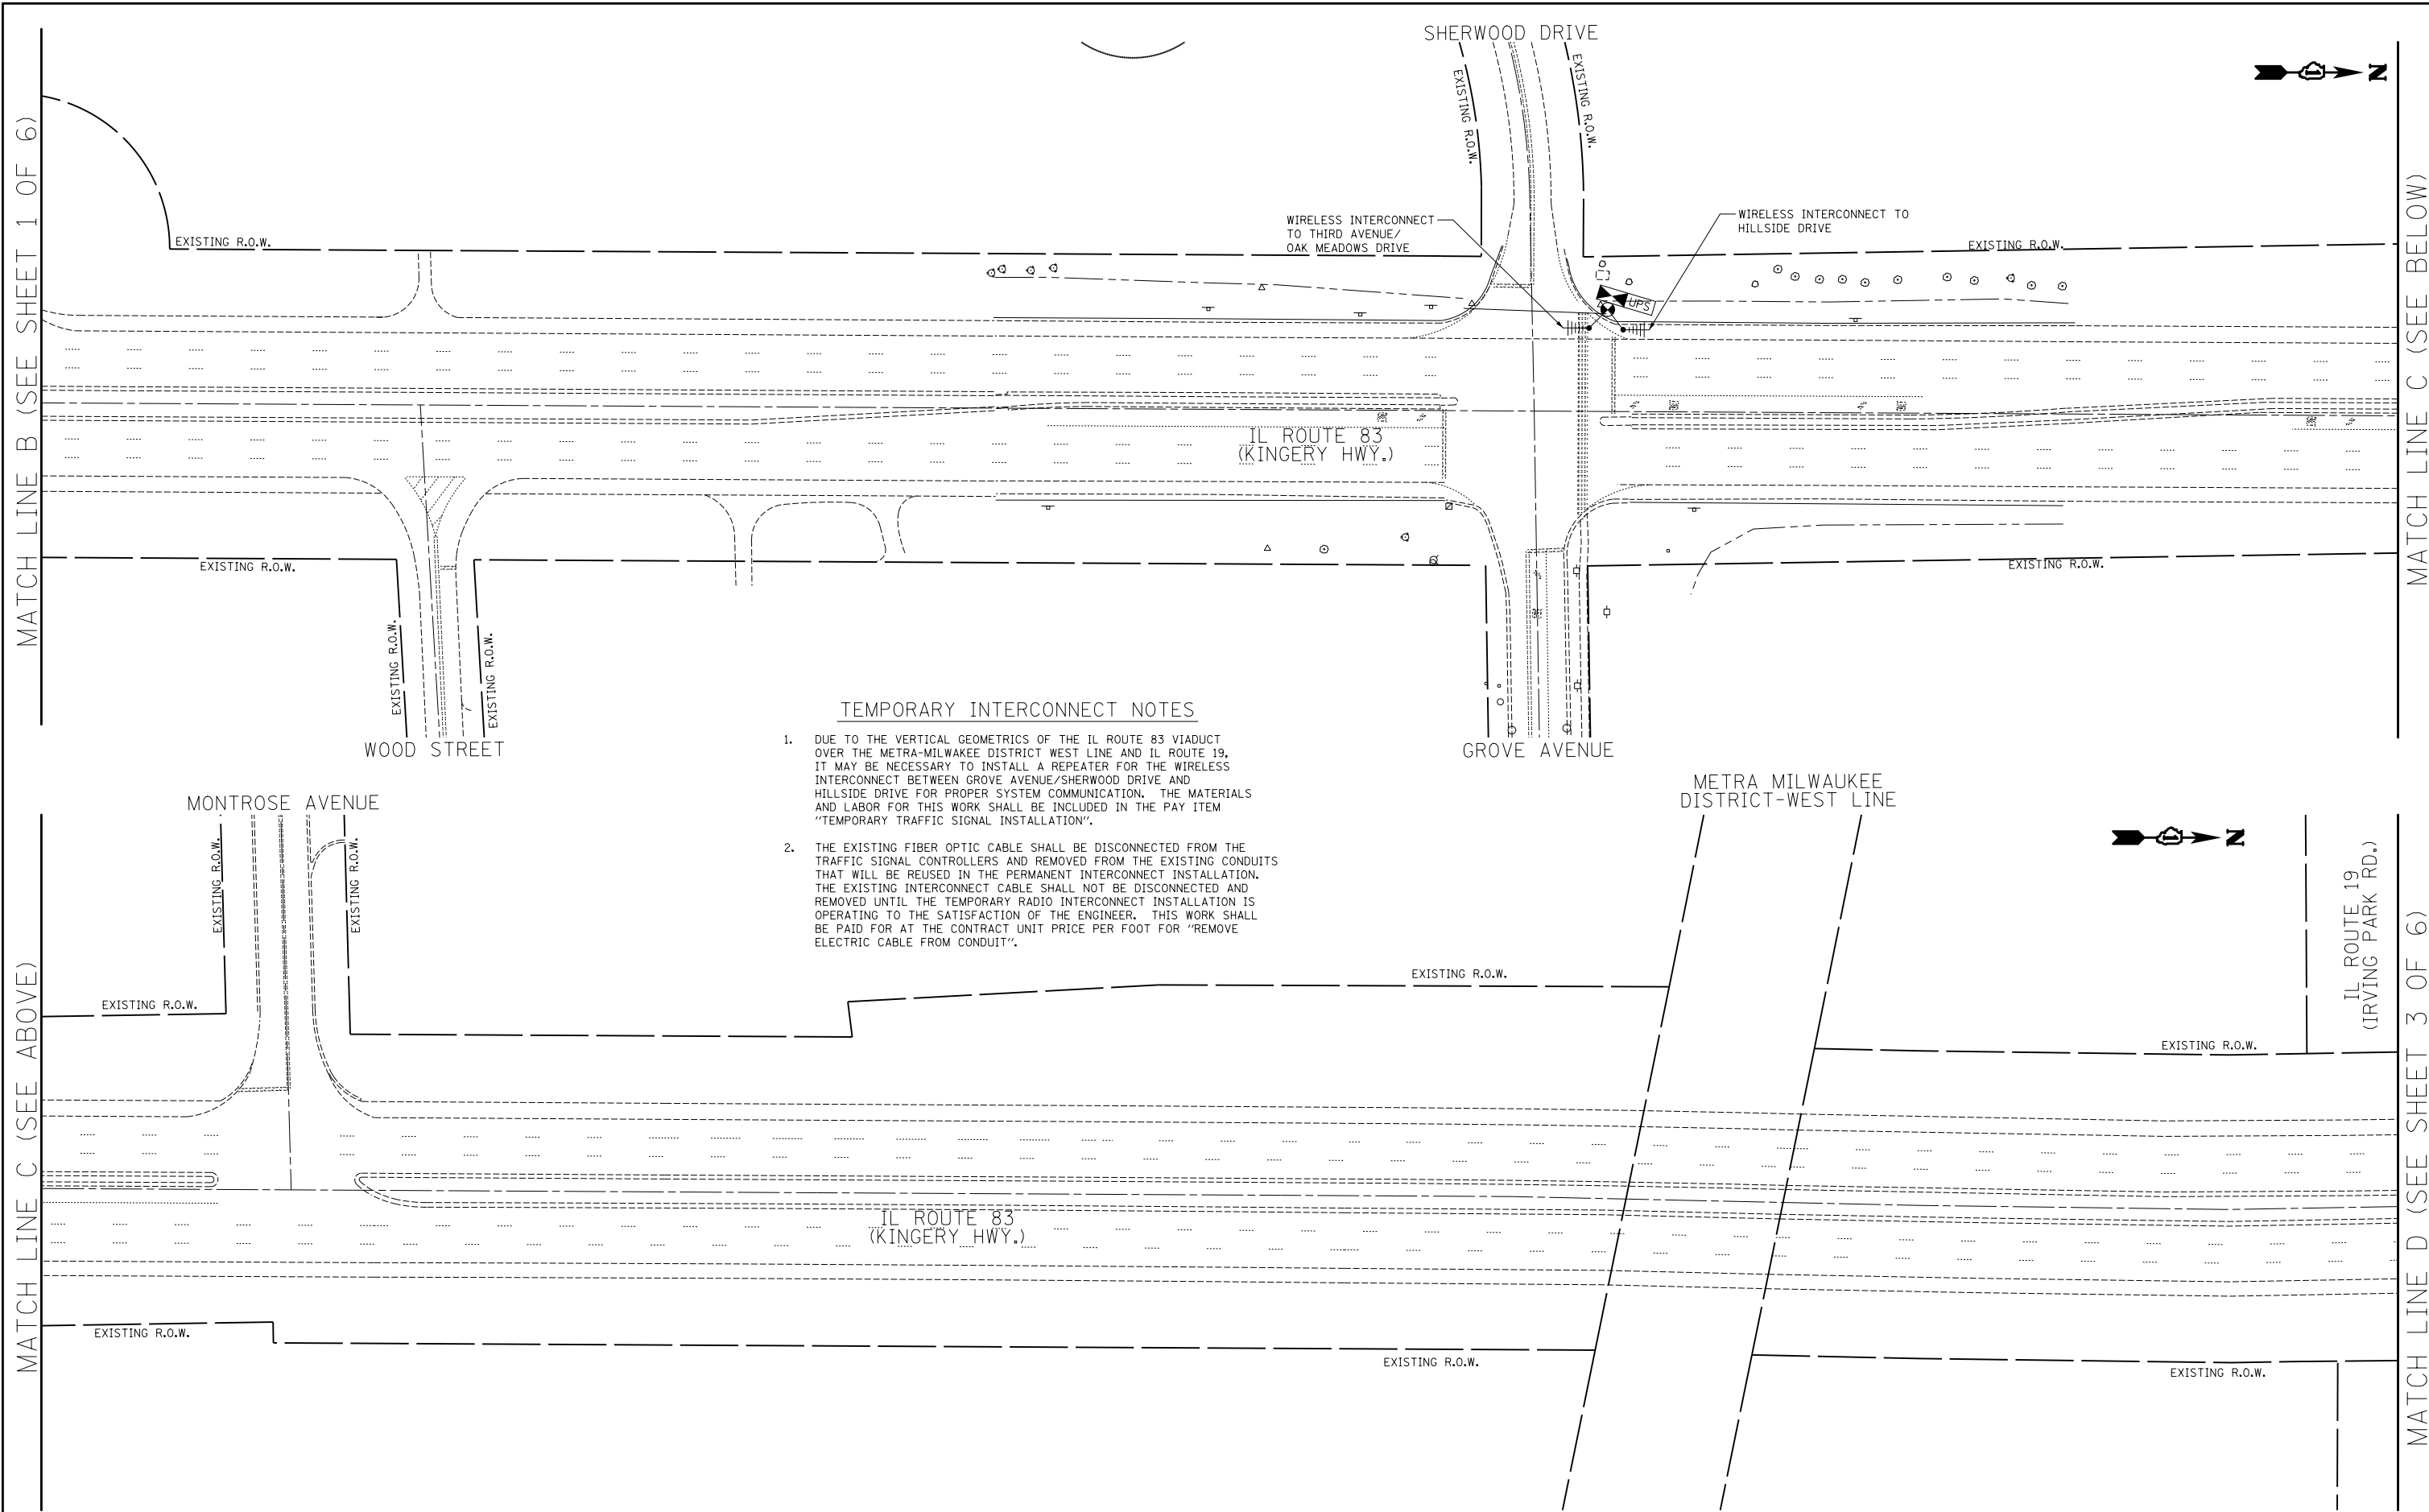 SHERWOOD DRIVE
EXISTING R.O.W.
EXISTING R.O.W.
N
MATCH LINE B (SEE SHEET 1 OF 6)
MATCH LINE C (SEE BELOW)
EXISTING R.O.W.
WIRELESS INTERCONNECT
TO THIRD AVENUE/
OAK MEADOWS DRIVE
WIRELESS INTERCONNECT TO
HILLSIDE DRIVE
EXISTING R.O.W.
UPS
IL ROUTE 83
(KINGERY HWY.)
EXISTING R.O.W.
EXISTING R.O.W.
EXISTING R.O.W.
EXISTING R.O.W.
WOOD STREET
GROVE AVENUE
TEMPORARY INTERCONNECT NOTES
1. DUE TO THE VERTICAL GEOMETRICS OF THE IL ROUTE 83 VIADUCT
OVER THE METRA-MILWAKEE DISTRICT WEST LINE AND IL ROUTE 19,
IT MAY BE NECESSARY TO INSTALL A REPEATER FOR THE WIRELESS
INTERCONNECT BETWEEN GROVE AVENUE/SHERWOOD DRIVE AND
HILLSIDE DRIVE FOR PROPER SYSTEM COMMUNICATION. THE MATERIALS
AND LABOR FOR THIS WORK SHALL BE INCLUDED IN THE PAY ITEM
"TEMPORARY TRAFFIC SIGNAL INSTALLATION".
2. THE EXISTING FIBER OPTIC CABLE SHALL BE DISCONNECTED FROM THE
TRAFFIC SIGNAL CONTROLLERS AND REMOVED FROM THE EXISTING CONDUITS
THAT WILL BE REUSED IN THE PERMANENT INTERCONNECT INSTALLATION.
THE EXISTING INTERCONNECT CABLE SHALL NOT BE DISCONNECTED AND
REMOVED UNTIL THE TEMPORARY RADIO INTERCONNECT INSTALLATION IS
OPERATING TO THE SATISFACTION OF THE ENGINEER. THIS WORK SHALL
BE PAID FOR AT THE CONTRACT UNIT PRICE PER FOOT FOR "REMOVE
ELECTRIC CABLE FROM CONDUIT".
METRA MILWAUKEE
DISTRICT-WEST LINE
MONTROSE AVENUE
N
EXISTING R.O.W.
EXISTING R.O.W.
IL ROUTE 19
(IRVING PARK RD.)
MATCH LINE C (SEE ABOVE)
MATCH LINE D (SEE SHEET 3 OF 6)
EXISTING R.O.W.
EXISTING R.O.W.
EXISTING R.O.W.
IL ROUTE 83
(KINGERY HWY.)
EXISTING R.O.W.
EXISTING R.O.W.
EXISTING R.O.W.